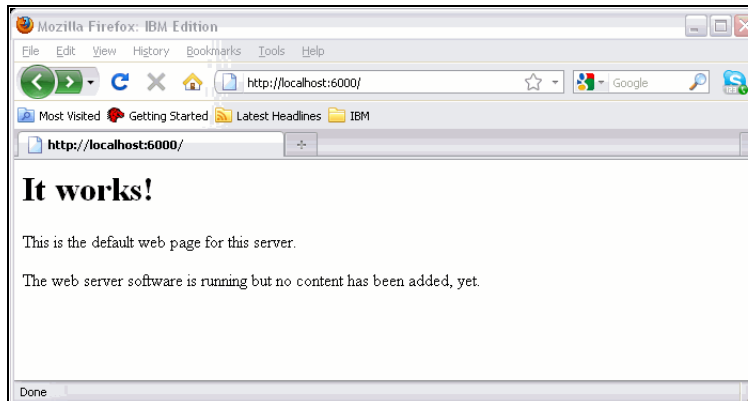 Mozilla Firefox: IBM Edition
File Edit View History Bookmarks Tools Help
http://localhost:6000/ Google
Most Visited Getting Started Latest Headlines IBM
http://localhost:6000/
It works!
This is the default web page for this server.
The web server software is running but no content has been added, yet.
Done